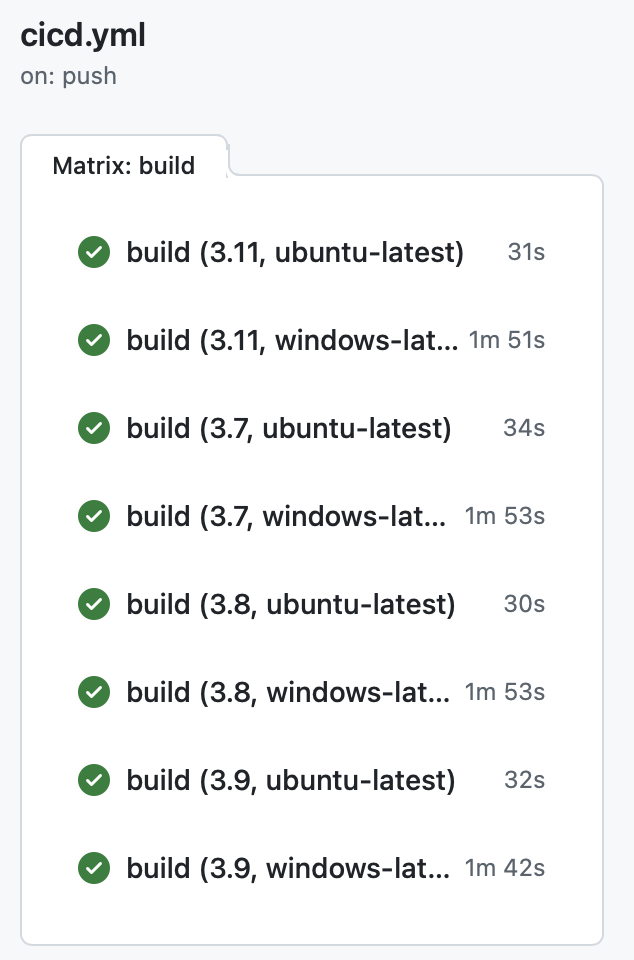 cicd.yml
on: push
Matrix: build
build (3.11, ubuntu-latest) 31s
build (3.11, windows-lat... 1m 51s
build (3.7, ubuntu-latest) 34s
build (3.7, windows-lat... 1m 53s
build (3.8, ubuntu-latest) 30s
build (3.8, windows-lat... 1m 53s
build (3.9, ubuntu-latest) 32s
build (3.9, windows-lat... 1m 42s